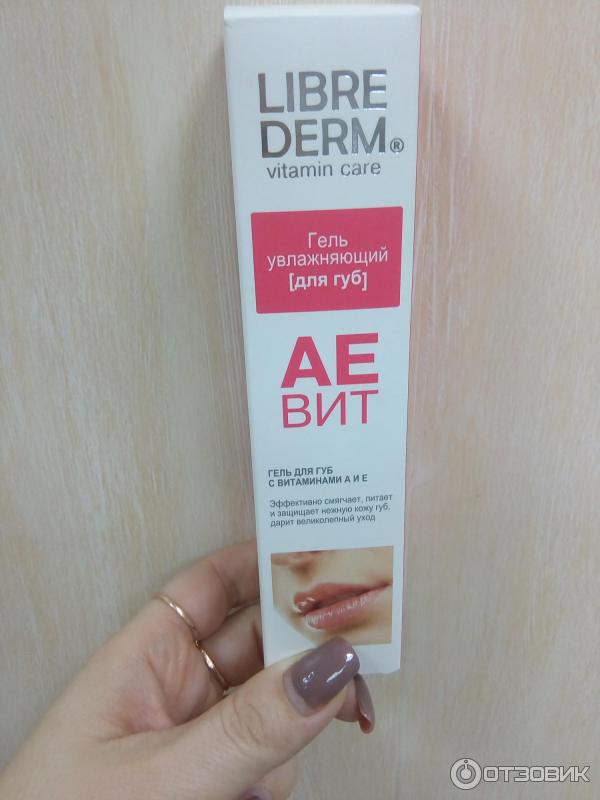 LIBRE
DERM®
vitamin care
Гель
увлажняющий
[для губ]
АЕ
ВИТ
ГЕЛЬ ДЛЯ ГУБ
С ВИТАМИНАМИ А И Е
Эффективно смягчает, питает
и защищает нежную кожу губ,
дарит великолепный уход
ОТЗОВИК